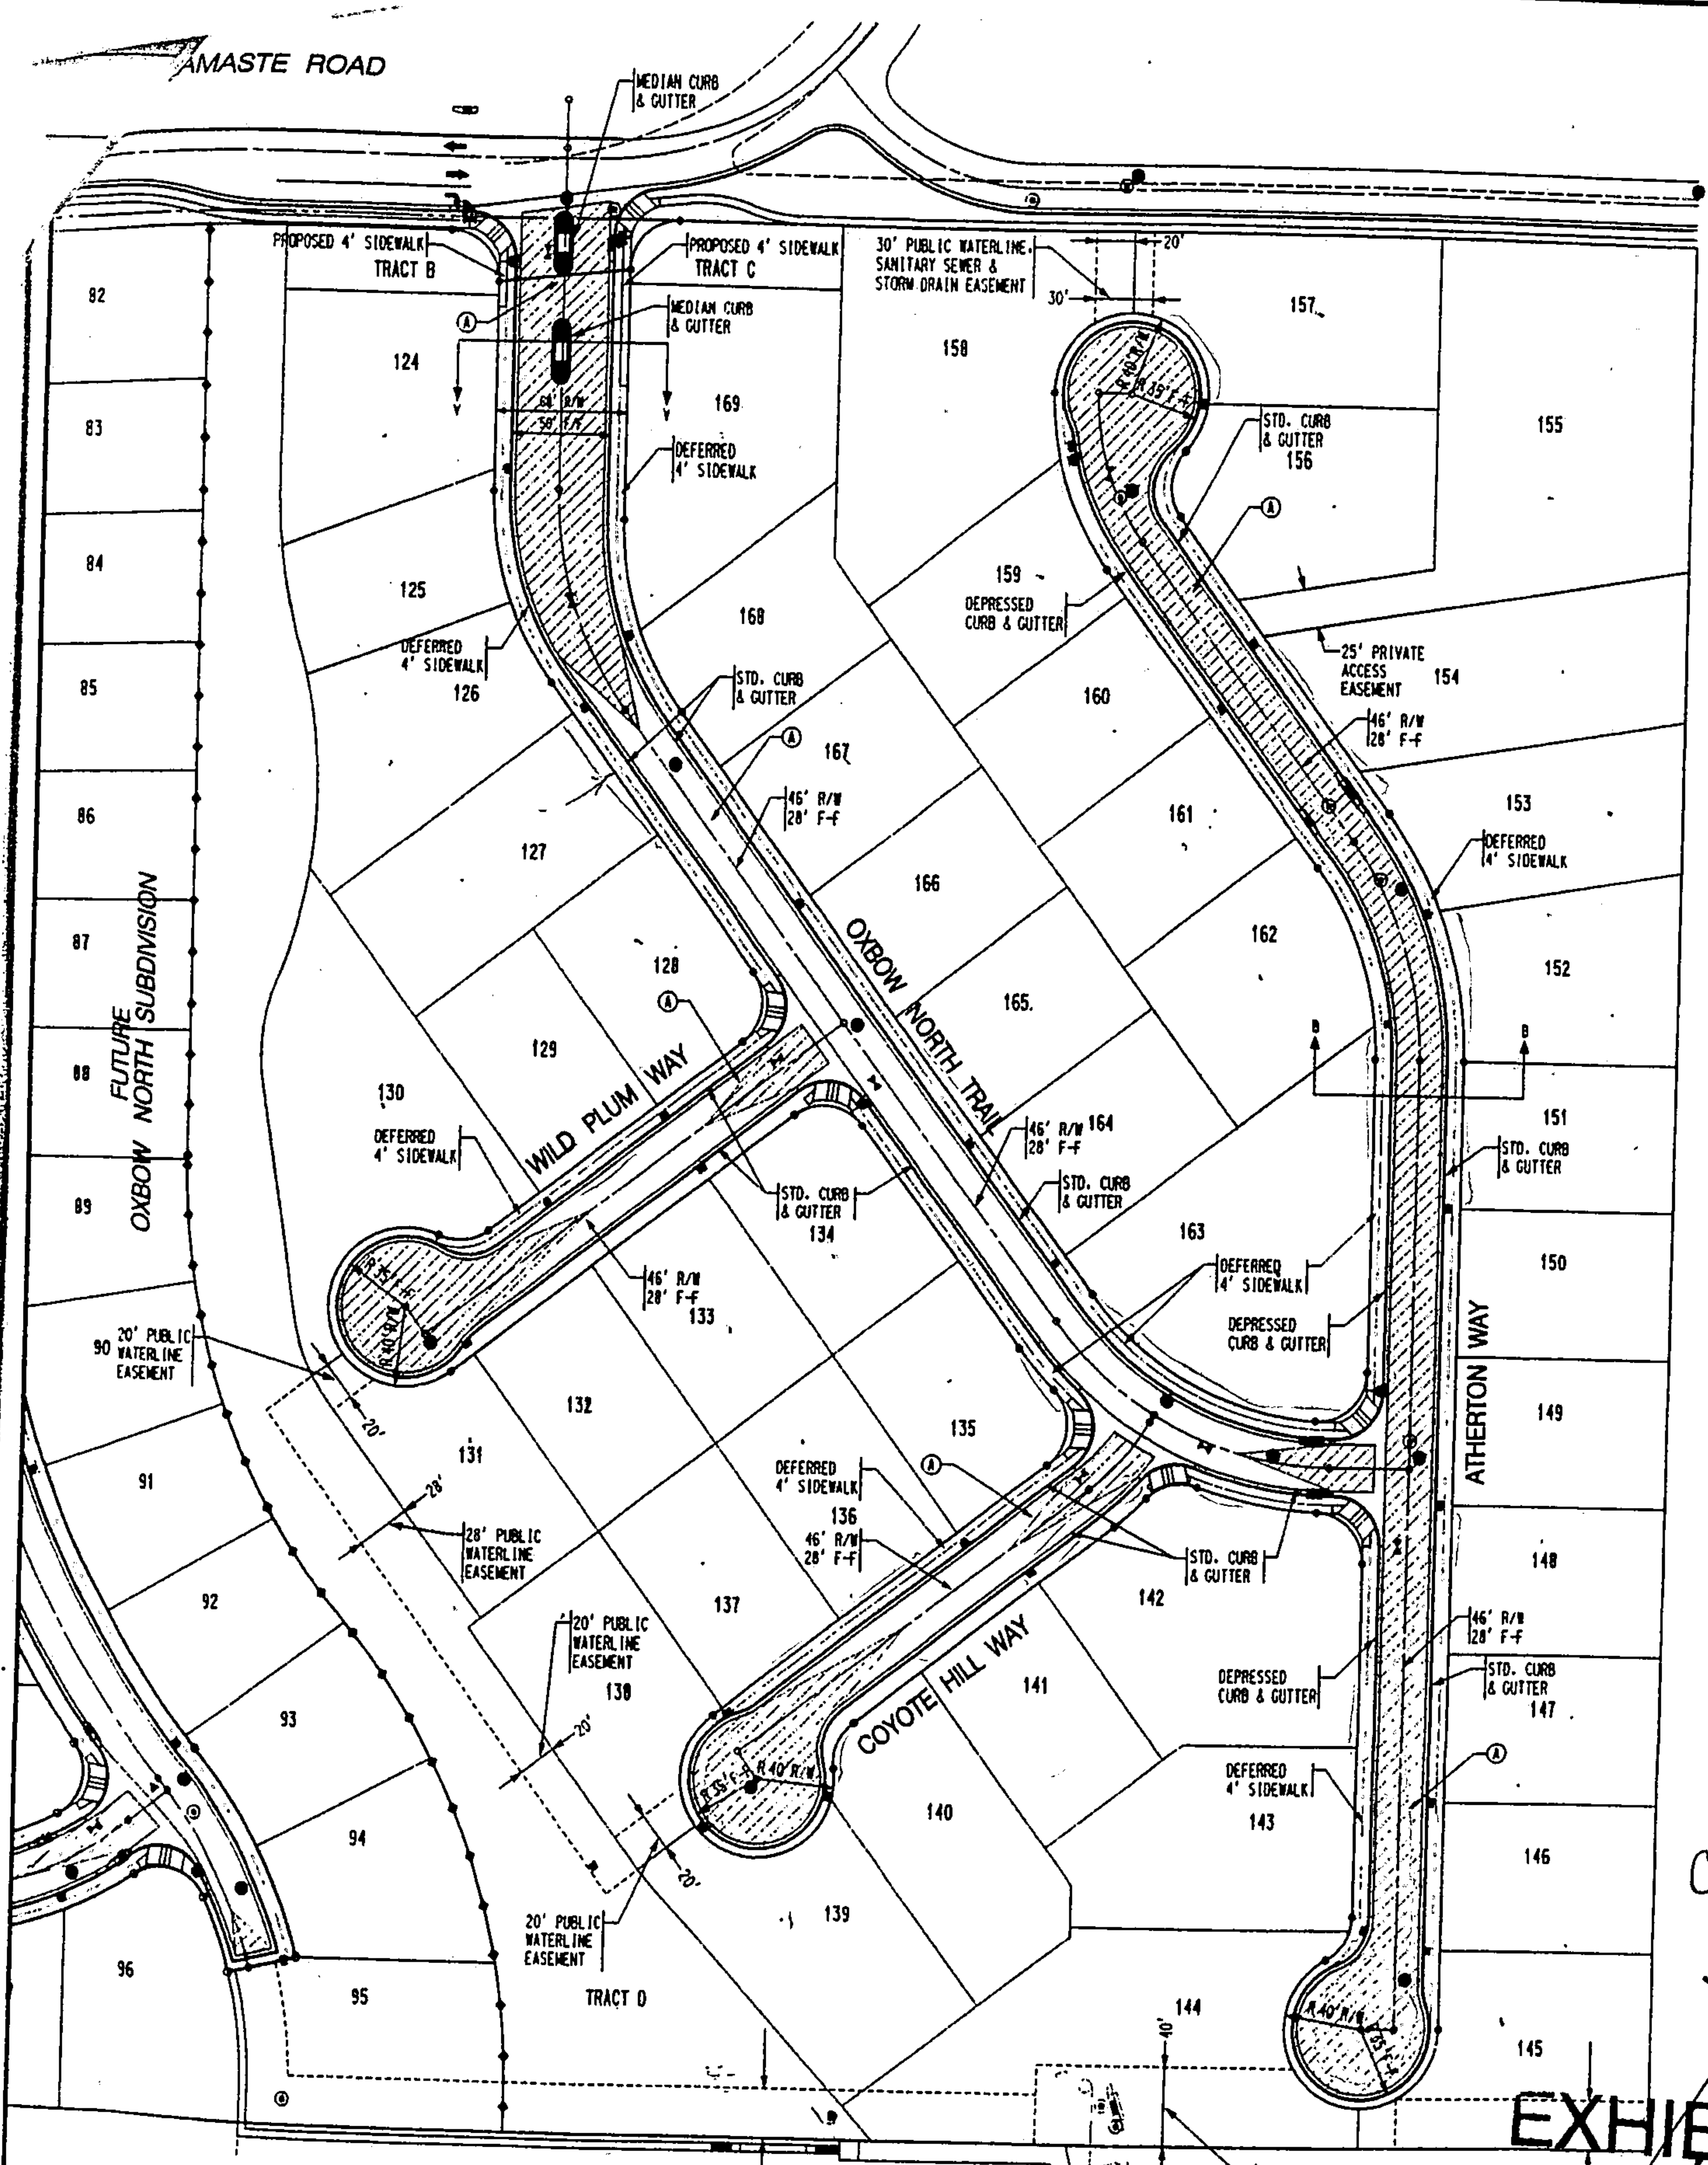 AMASTE ROAD
MEDIAN CURB
& GUTTER
PROPOSED 4' SIDEWALK
TRACT B
PROPOSED 4' SIDEWALK
TRACT C
30' PUBLIC WATERLINE,
SANITARY SEWER &
STORM DRAIN EASEMENT
20'
30'
82
124
A
MEDIAN CURB
& GUTTER
Y
Y
158
157
R 40' R/W
R 35' F-F
83
169
50' F/F
DEFERRED
4' SIDEWALK
STD. CURB
& GUTTER
156
155
A
84
125
168
159
DEPRESSED
CURB & GUTTER
DEFERRED
4' SIDEWALK
85
126
STD. CURB
& GUTTER
160
25' PRIVATE
ACCESS
EASEMENT
154
46' R/W
28' F-F
A
167
86
46' R/W
28' F-F
127
161
153
DEFERRED
4' SIDEWALK
166
FUTURE
OXBOW NORTH SUBDIVISION
87
128
OXBOW NORTH TRAIL
162
152
A
165
88
129
130
WILD PLUM WAY
B
B
DEFERRED
4' SIDEWALK
46' R/W
28' F-F
164
151
STD. CURB
& GUTTER
89
STD. CURB
& GUTTER
134
STD. CURB
& GUTTER
163
DEFERRED
4' SIDEWALK
150
46' R/W
28' F-F
133
DEPRESSED
CURB & GUTTER
ATHERTON WAY
R 40' R/W
90
20' PUBLIC
WATERLINE
EASEMENT
20'
132
135
149
131
91
28'
DEFERRED
4' SIDEWALK
A
136
46' R/W
28' F-F
28' PUBLIC
WATERLINE
EASEMENT
STD. CURB
& GUTTER
148
92
137
142
46' R/W
28' F-F
20' PUBLIC
WATERLINE
EASEMENT
138
COYOTE HILL WAY
141
DEPRESSED
CURB & GUTTER
STD. CURB
& GUTTER
147
93
20'
A
R 35' F-F
R 40' R/W
DEFERRED
4' SIDEWALK
143
140
94
146
20'
139
20' PUBLIC
WATERLINE
EASEMENT
96
95
TRACT D
144
R 40' R/W
40'
145
EXHIB